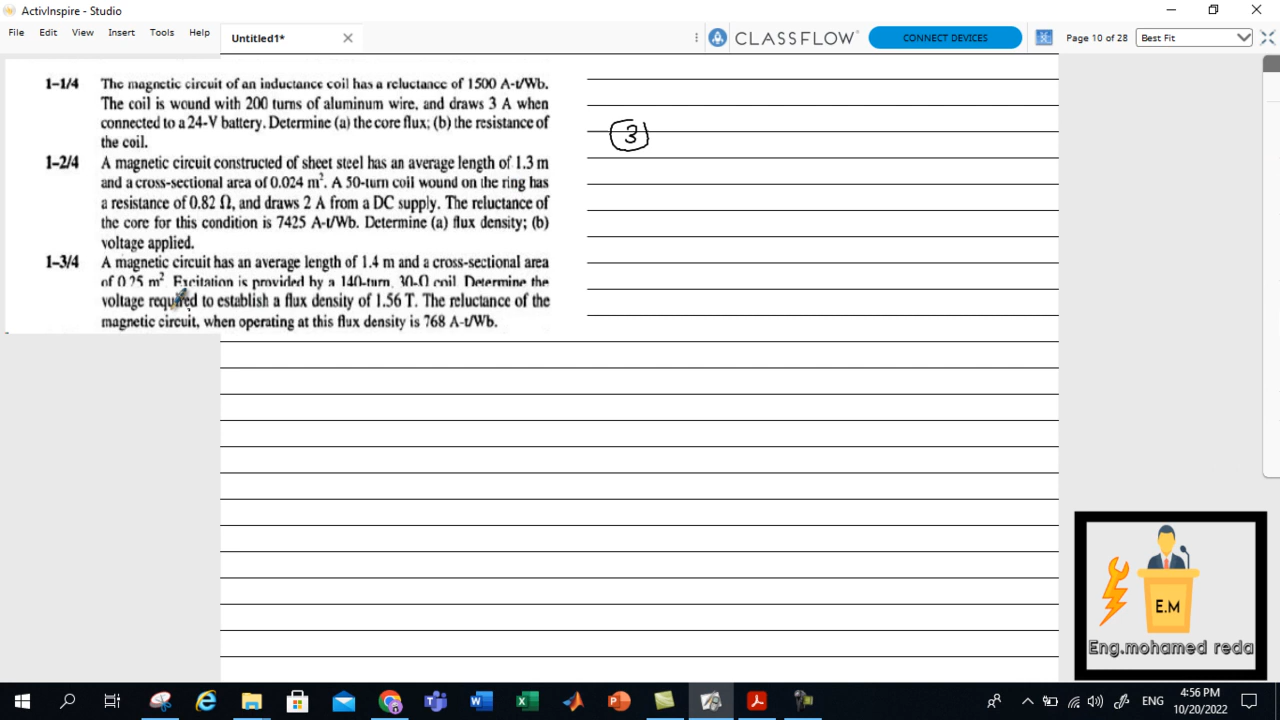 ActivInspire - Studio
File Edit View Insert Tools Help
Untitled1*
CLASSFLOW
CONNECT DEVICES
Page 10 of 28
Best Fit
1–1/4 The magnetic circuit of an inductance coil has a reluctance of 1500 A-t/Wb.
The coil is wound with 200 turns of aluminum wire, and draws 3 A when
connected to a 24-V battery. Determine (a) the core flux; (b) the resistance of
the coil.
1–2/4 A magnetic circuit constructed of sheet steel has an average length of 1.3 m
and a cross-sectional area of 0.024 m². A 50-turn coil wound on the ring has
a resistance of 0.82 Ω, and draws 2 A from a DC supply. The reluctance of
the core for this condition is 7425 A-t/Wb. Determine (a) flux density; (b)
voltage applied.
1–3/4 A magnetic circuit has an average length of 1.4 m and a cross-sectional area
of 0.25 m². Excitation is provided by a 140-turn, 30-Ω coil. Determine the
voltage required to establish a flux density of 1.56 T. The reluctance of the
magnetic circuit, when operating at this flux density is 768 A-t/Wb.
3
E.M
Eng.mohamed reda
ENG
4:56 PM
10/20/2022